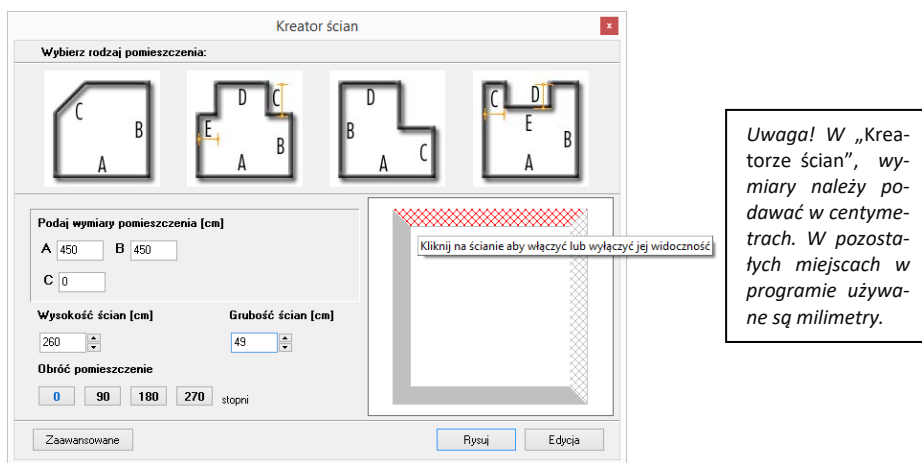 Kreator ścian
x
Wybierz rodzaj pomieszczenia:
C B A
D C E B A
D B C A
C D E B A
Podaj wymiary pomieszczenia [cm]
A 450 B 450
C 0
Wysokość ścian [cm] Grubość ścian [cm]
260 49
Obróć pomieszczenie
0 90 180 270 stopni
Kliknij na ścianie aby włączyć lub wyłączyć jej widoczność
Zaawansowane Rysuj Edycja
Uwaga! W „Krea-
torze ścian”, wy-
miary należy po-
dawać w centyme-
trach. W pozosta-
łych miejscach w
programie używa-
ne są milimetry.